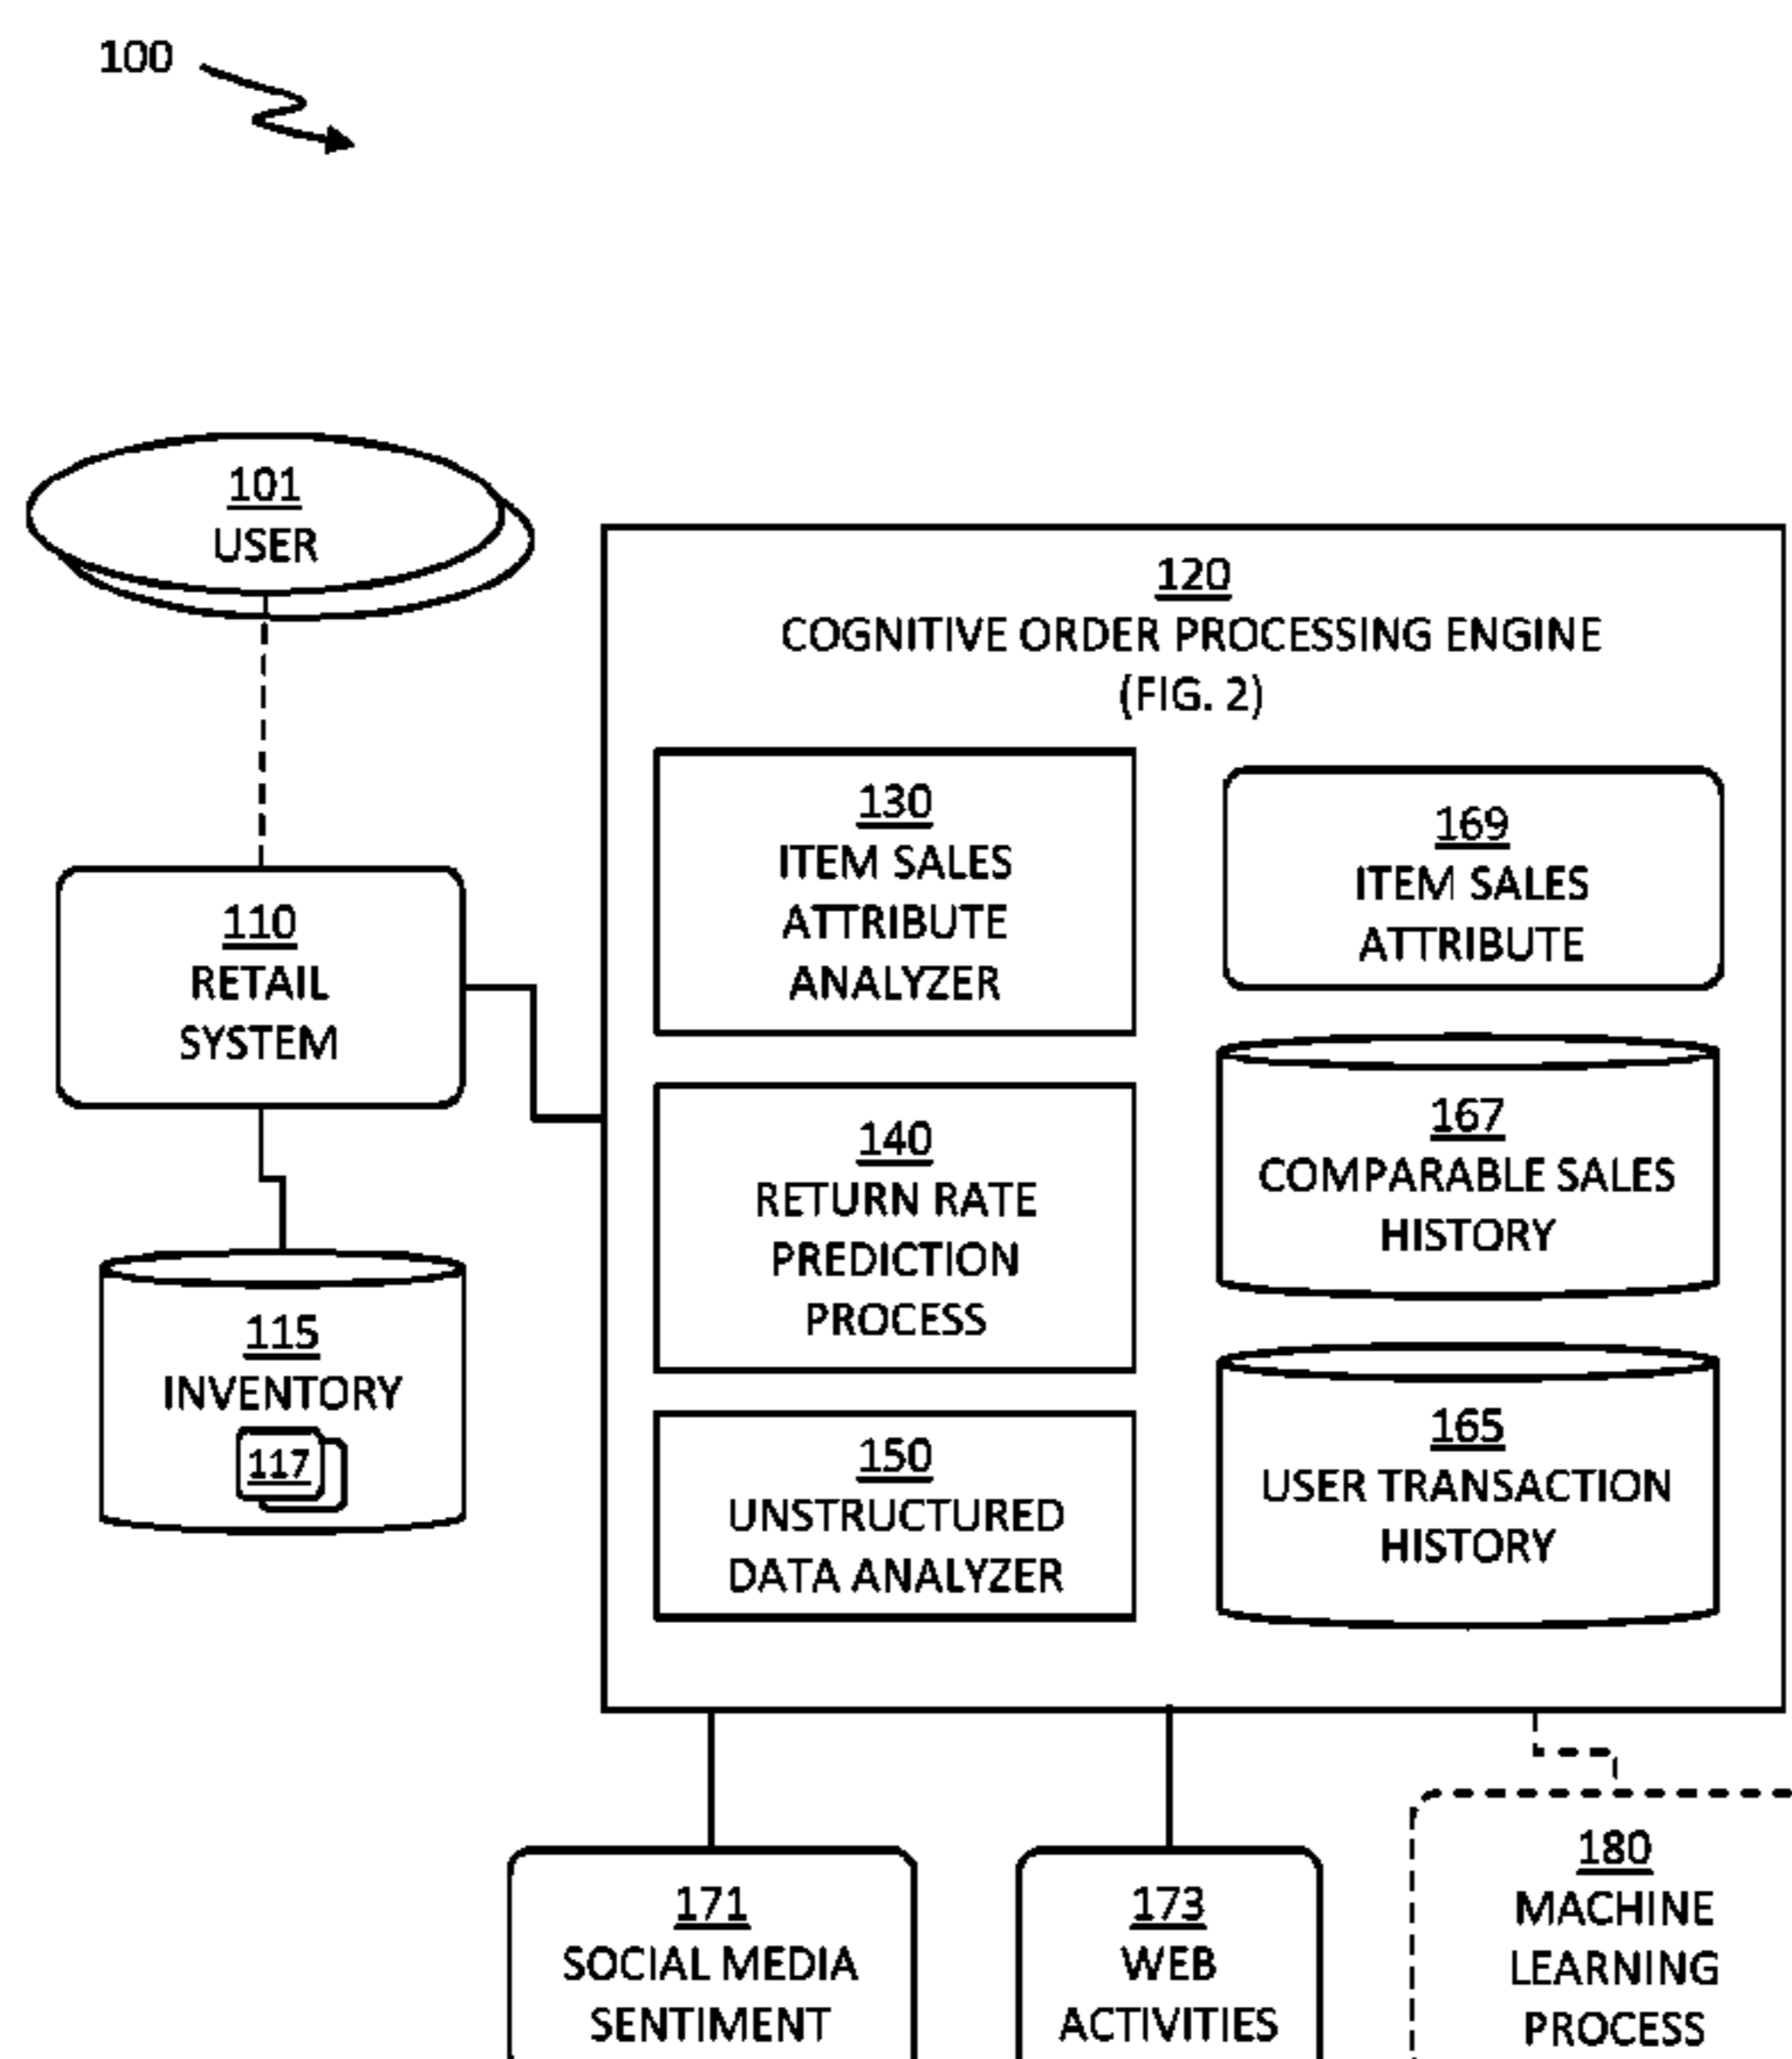 100
101
USER
110
RETAIL
SYSTEM
115
INVENTORY
117
120
COGNITIVE ORDER PROCESSING ENGINE
(FIG. 2)
130
ITEM SALES
ATTRIBUTE
ANALYZER
140
RETURN RATE
PREDICTION
PROCESS
150
UNSTRUCTURED
DATA ANALYZER
169
ITEM SALES
ATTRIBUTE
167
COMPARABLE SALES
HISTORY
165
USER TRANSACTION
HISTORY
171
SOCIAL MEDIA
SENTIMENT
173
WEB
ACTIVITIES
180
MACHINE
LEARNING
PROCESS